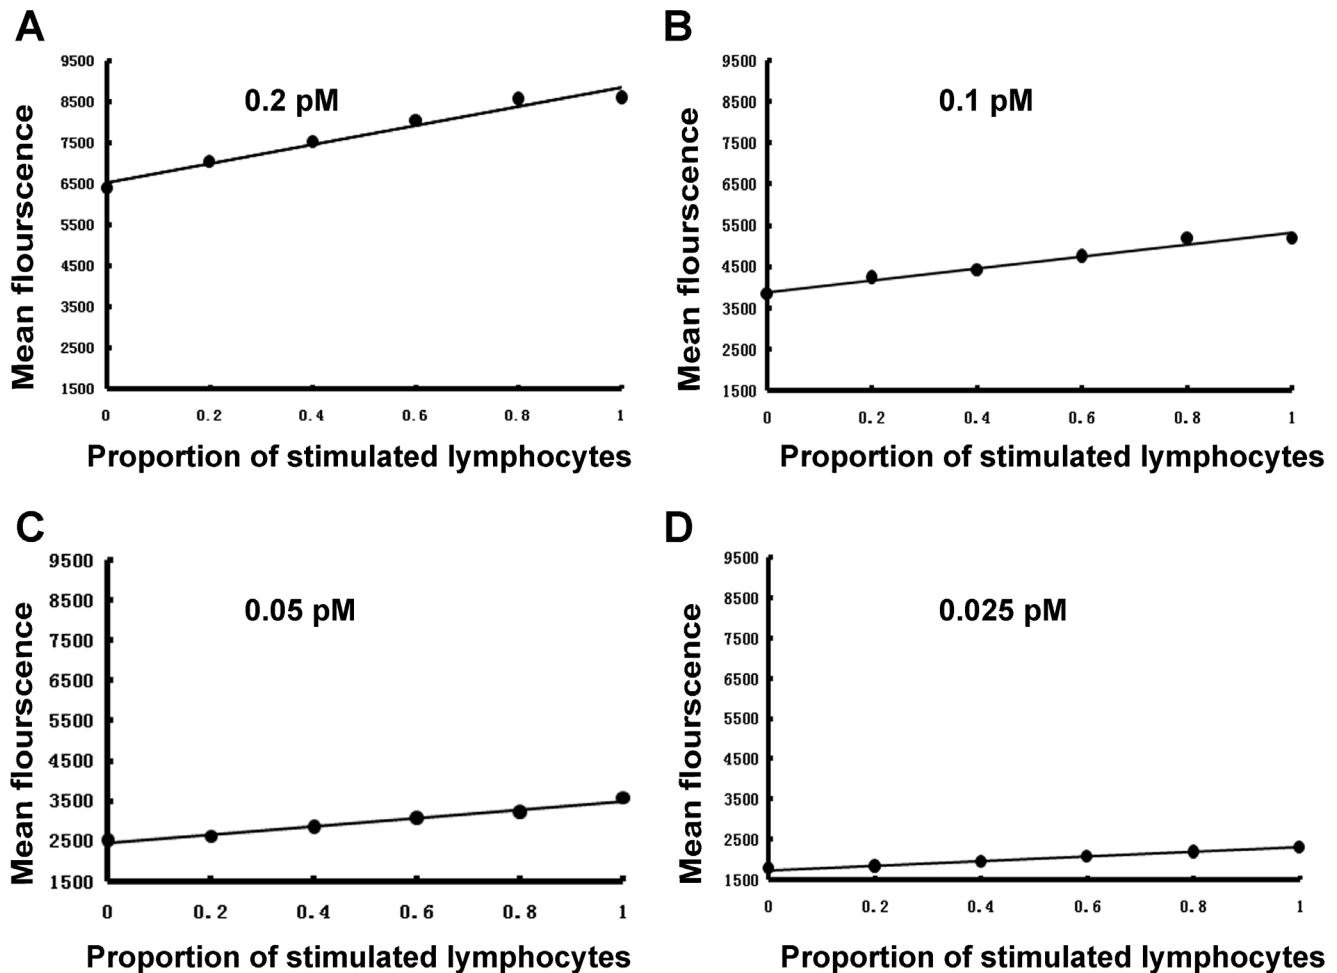 A
0.2 pM
Mean flourscence
9500
8500
7500
6500
5500
4500
3500
2500
1500
0 0.2 0.4 0.6 0.8 1
Proportion of stimulated lymphocytes
B
0.1 pM
Mean flourscence
9500
8500
7500
6500
5500
4500
3500
2500
1500
0 0.2 0.4 0.6 0.8 1
Proportion of stimulated lymphocytes
C
0.05 pM
Mean flourscence
9500
8500
7500
6500
5500
4500
3500
2500
1500
0 0.2 0.4 0.6 0.8 1
Proportion of stimulated lymphocytes
D
0.025 pM
Mean flourscence
9500
8500
7500
6500
5500
4500
3500
2500
1500
0 0.2 0.4 0.6 0.8 1
Proportion of stimulated lymphocytes